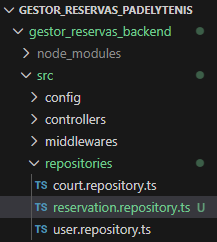 GESTOR_RESERVAS_PADELYTENIS
gestor_reservas_backend
node_modules
src
config
controllers
middlewares
repositories
TS court.repository.ts
TS reservation.repository.ts U
TS user.repository.ts